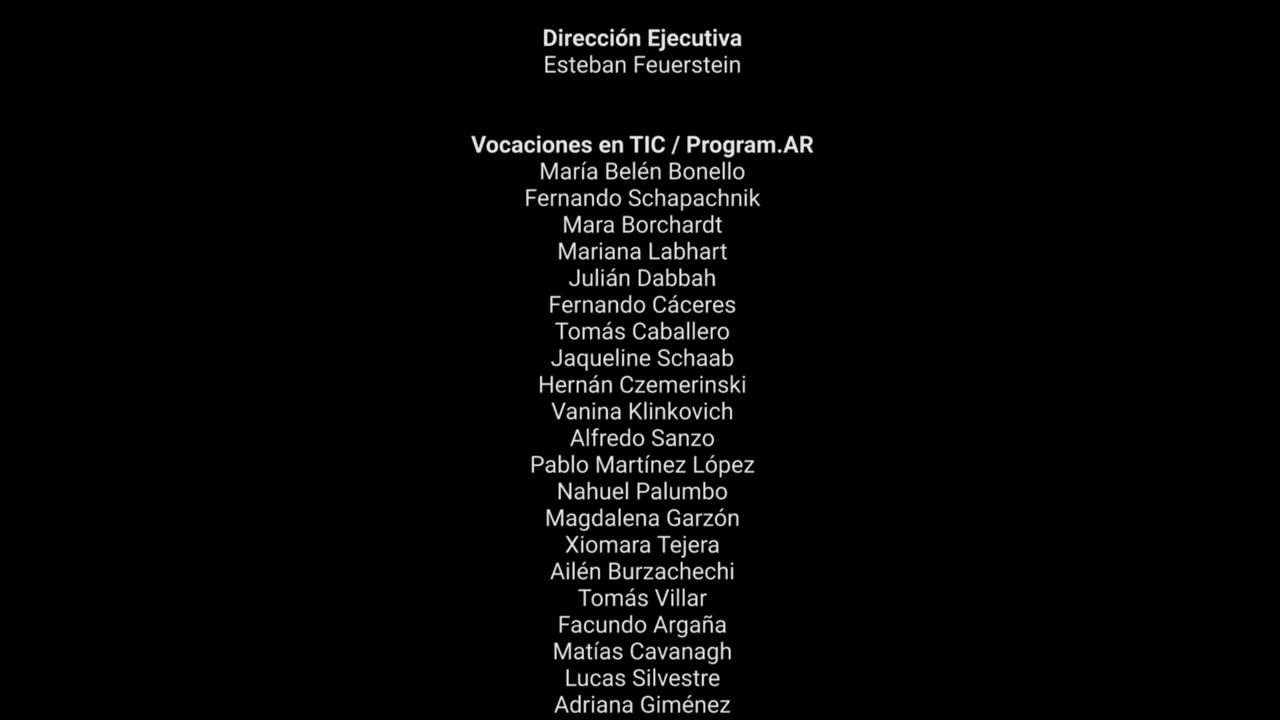 Dirección Ejecutiva
Esteban Feuerstein
Vocaciones en TIC / Program.AR
María Belén Bonello
Fernando Schapachnik
Mara Borchardt
Mariana Labhart
Julián Dabbah
Fernando Cáceres
Tomás Caballero
Jaqueline Schaab
Hernán Czemerinski
Vanina Klinkovich
Alfredo Sanzo
Pablo Martínez López
Nahuel Palumbo
Magdalena Garzón
Xiomara Tejera
Ailén Burzachechi
Tomás Villar
Facundo Argaña
Matías Cavanagh
Lucas Silvestre
Adriana Giménez